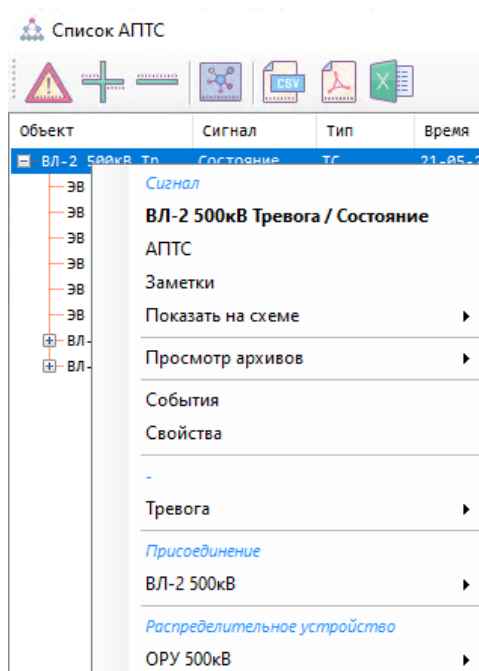 Список АПТС
CSV
Объект Сигнал Тип Время
ВЛ-2 500кВ Тр Состояние ТС 21-05-2
ЭВ
Сигнал
ЭВ
ВЛ-2 500кВ Тревога / Состояние
ЭВ
АПТС
ЭВ
Заметки
ЭВ
ЭВ
Показать на схеме
ВЛ-
Просмотр архивов
ВЛ-
События
Свойства
-
Тревога
Присоединение
ВЛ-2 500кВ
Распределительное устройство
ОРУ 500кВ